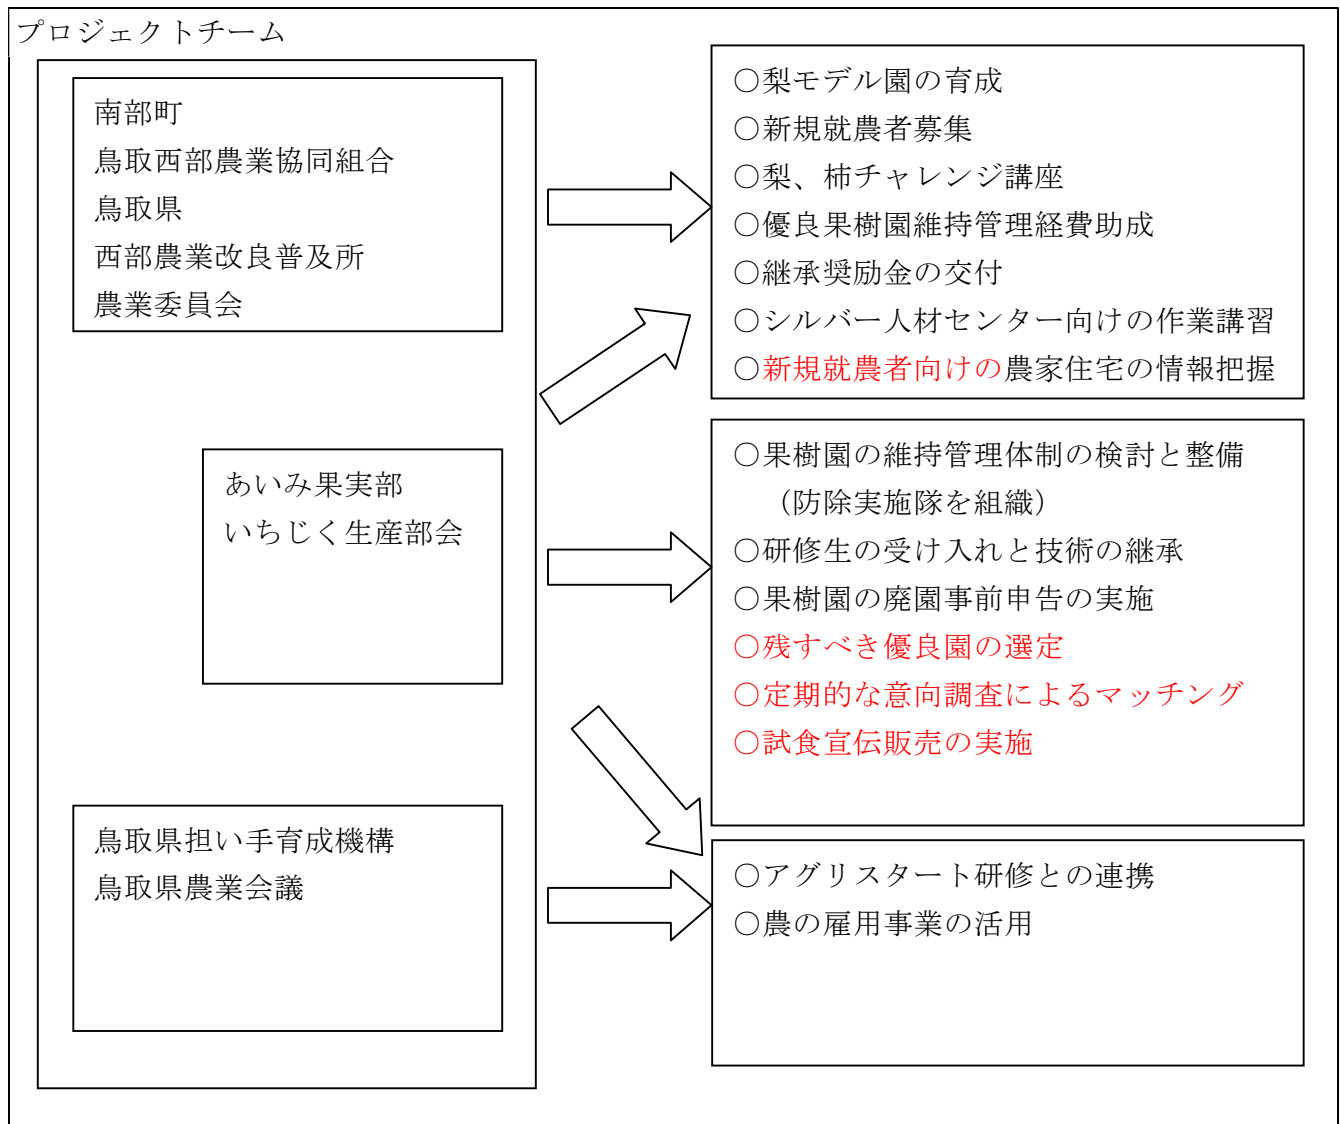 プロジェクトチーム
南部町
鳥取西部農業協同組合
鳥取県
西部農業改良普及所
農業委員会
あいみ果実部
いちじく生産部会
鳥取県担い手育成機構
鳥取県農業会議
○梨モデル園の育成
○新規就農者募集
○梨、柿チャレンジ講座
○優良果樹園維持管理経費助成
○継承奨励金の交付
○シルバー人材センター向けの作業講習
○新規就農者向けの農家住宅の情報把握
○果樹園の維持管理体制の検討と整備
（防除実施隊を組織）
○研修生の受け入れと技術の継承
○果樹園の廃園事前申告の実施
○残すべき優良園の選定
○定期的な意向調査によるマッチング
○試食宣伝販売の実施
○アグリスタート研修との連携
○農の雇用事業の活用